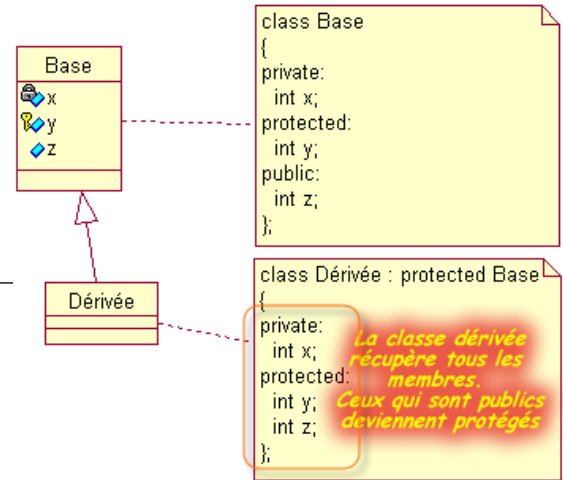 Base
x
y
z
class Base
{
private:
int x;
protected:
int y;
public:
int z;
};
Dérivée
class Dérivée : protected Base
{
private:
int x;
protected:
int y;
int z;
};
La classe dérivée
récupère tous les
membres.
Ceux qui sont publics
deviennent protégés